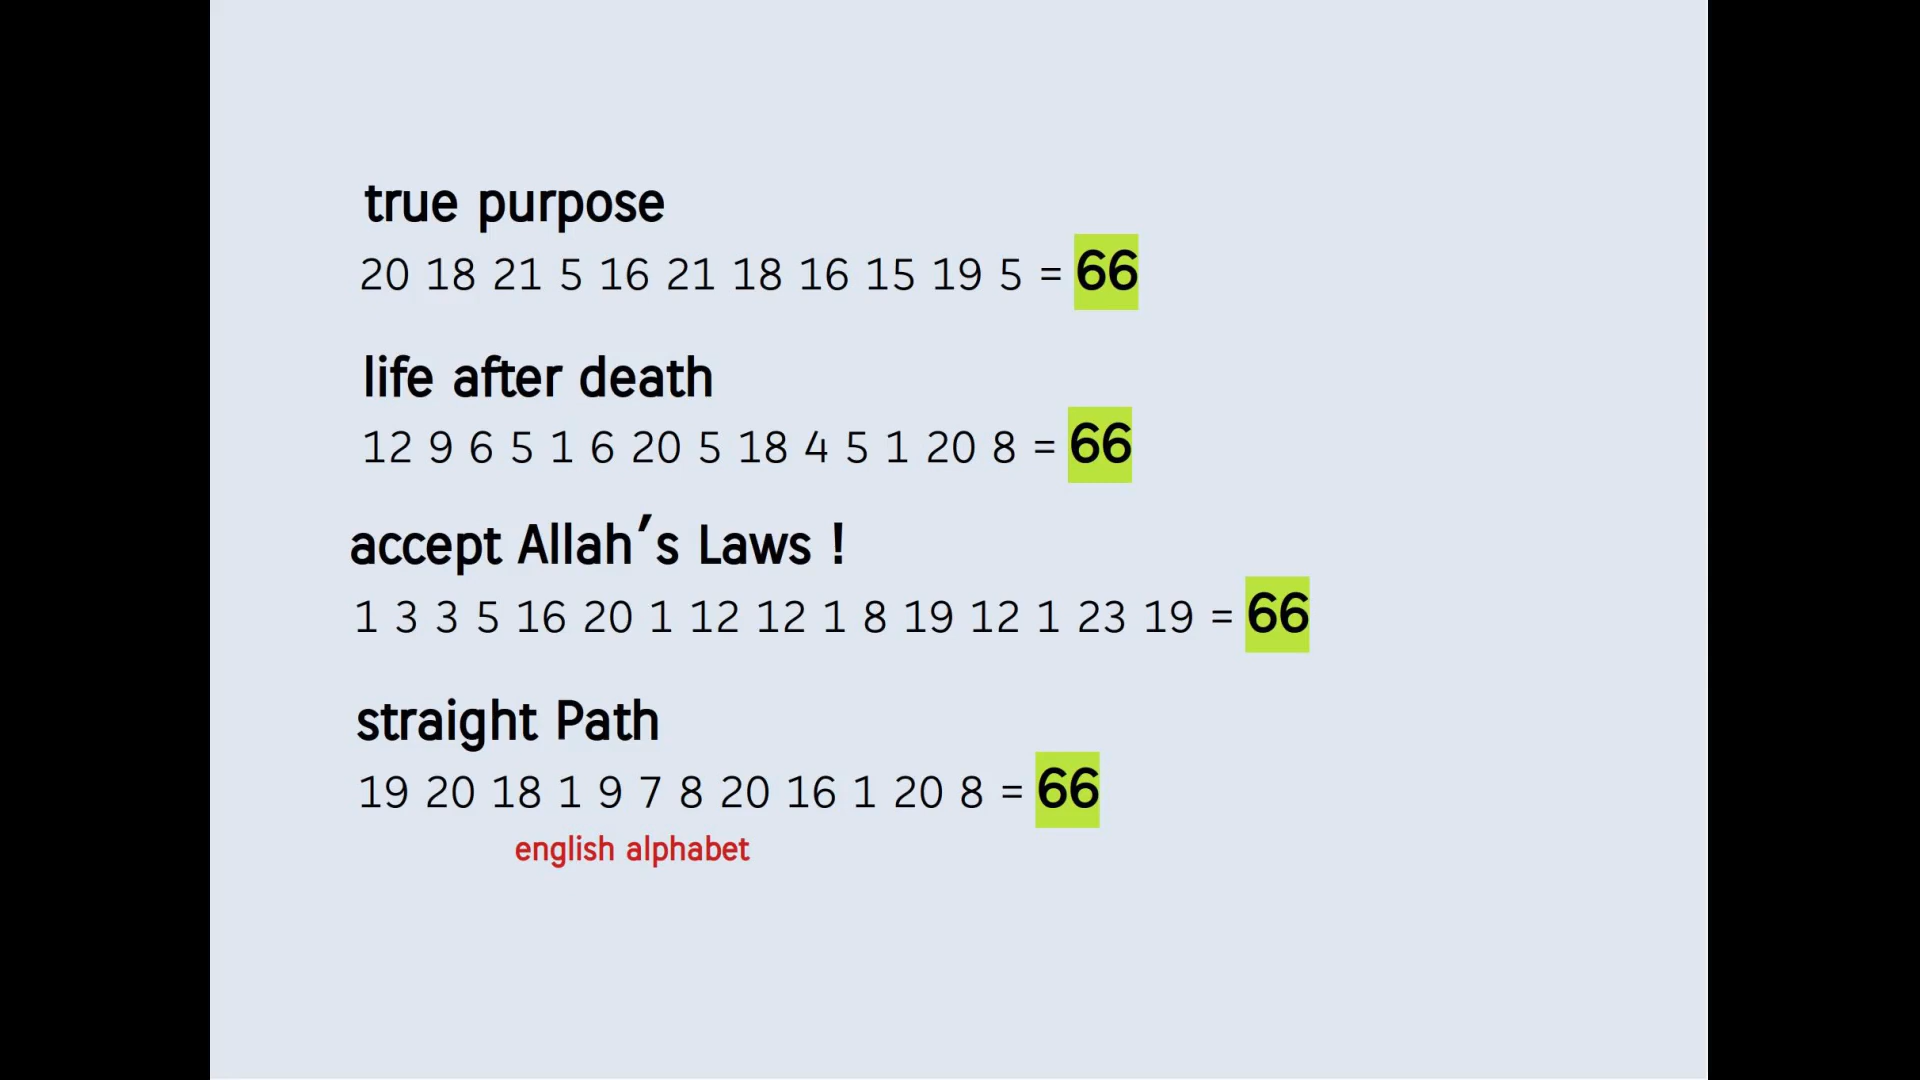 true purpose
20 18 21 5 16 21 18 16 15 19 5 = 66
life after death
12 9 6 5 1 6 20 5 18 4 5 1 20 8 = 66
accept Allah′s Laws !
1 3 3 5 16 20 1 12 12 1 8 19 12 1 23 19 = 66
straight Path
19 20 18 1 9 7 8 20 16 1 20 8 = 66
english alphabet